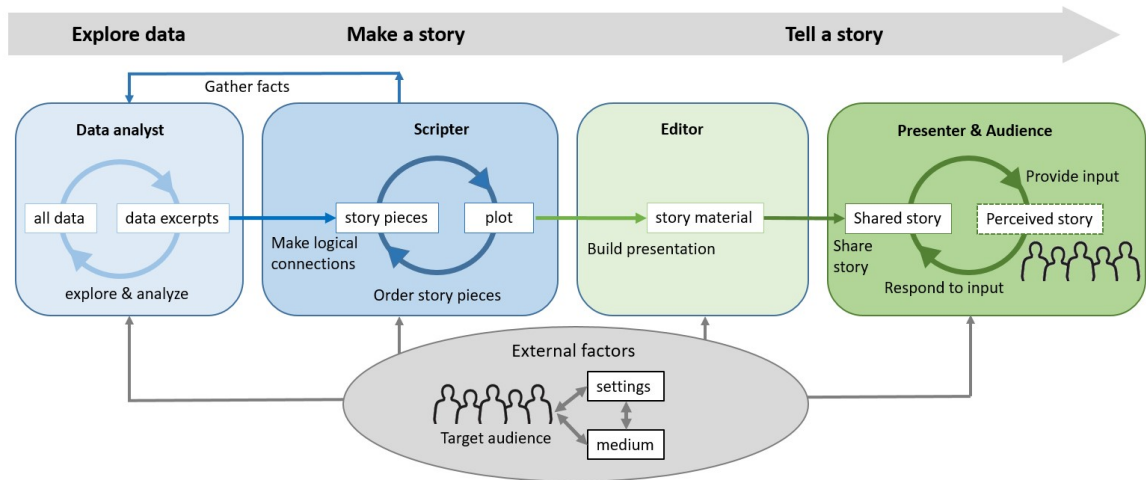 Explore data
Make a story
Tell a story
Gather facts
Data analyst
all data
data excerpts
explore & analyze
Make logical
connections
Scripter
story pieces
plot
Order story pieces
Editor
story material
Build presentation
Presenter & Audience
Provide input
Shared story
Perceived story
Share
story
Respond to input
External factors
settings
Target audience
medium